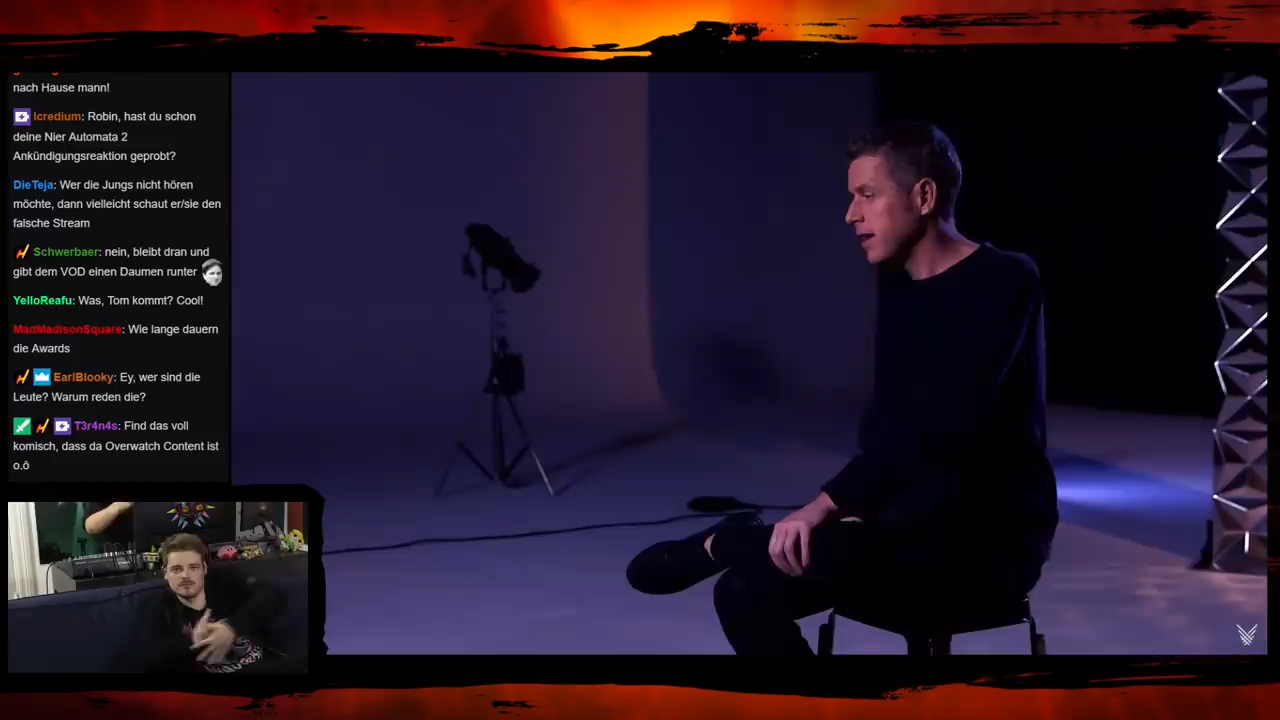 nach Hause mann!
Icredium: Robin, hast du schon
deine Nier Automata 2
Ankündigungsreaktion geprobt?
DieTeja: Wer die Jungs nicht hören
möchte, dann vielleicht schaut er/sie den
falsche Stream
Schwerbaer: nein, bleibt dran und
gibt dem VOD einen Daumen runter
YelloReafu: Was, Tom kommt? Cool!
MadMadisonSquare: Wie lange dauern
die Awards
EarlBlooky: Ey, wer sind die
Leute? Warum reden die?
T3r4n4s: Find das voll
komisch, dass da Overwatch Content ist
o.ô